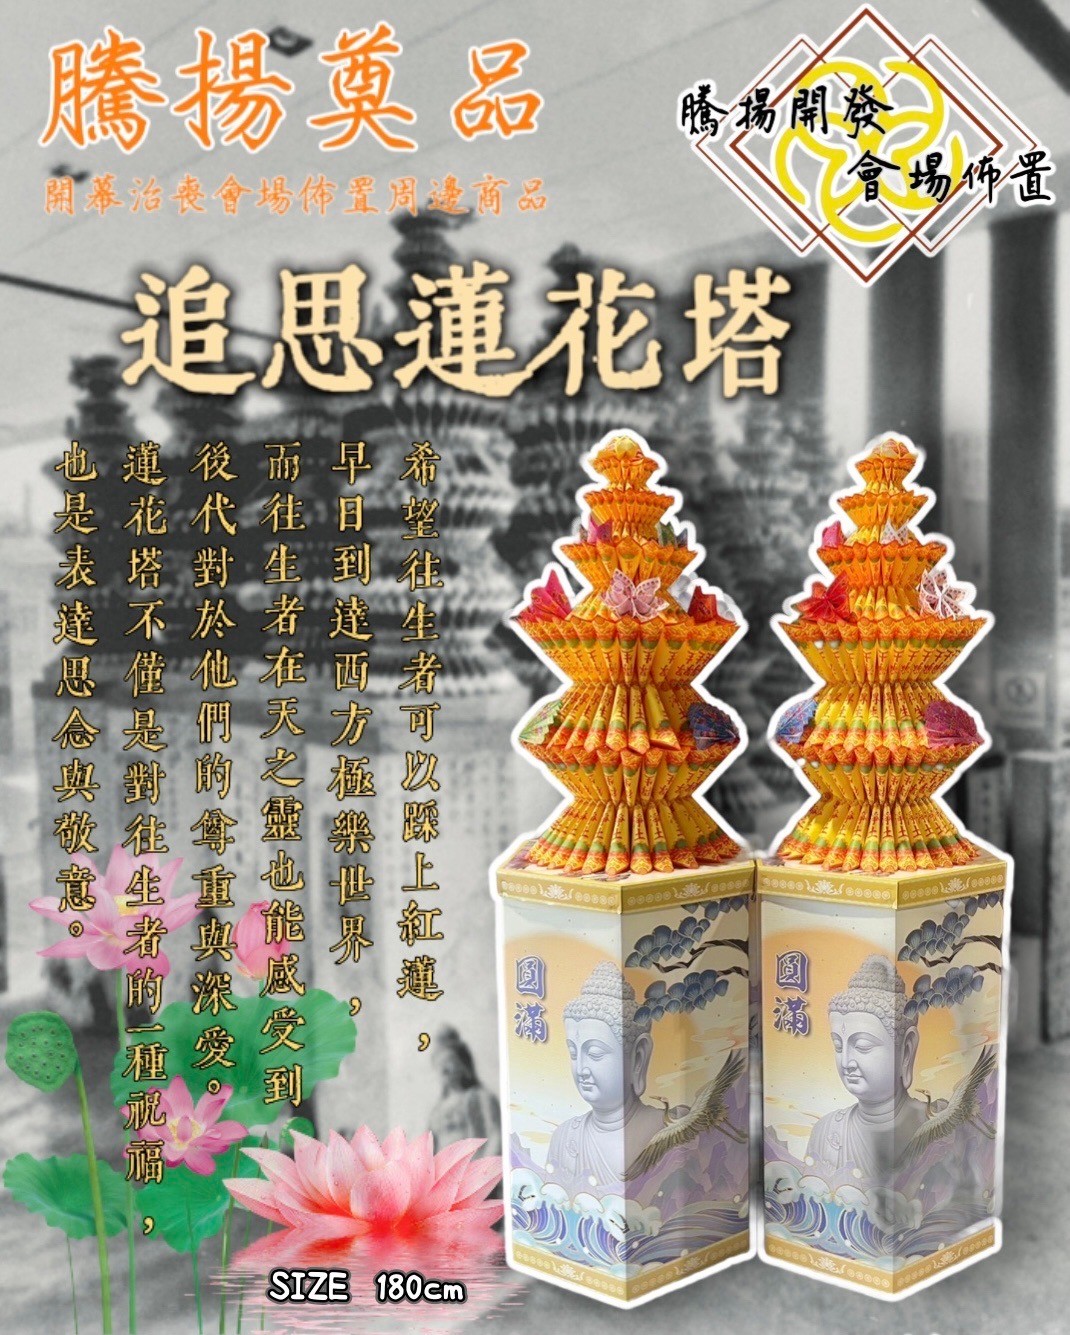 騰揚奠品
開幕治喪會場佈置周邊商品
騰揚開發
會場佈置
追思蓮花塔
希望往生者可以踩上紅蓮，
早日到達西方極樂世界，
而往生者在天之靈也能感受到
後代對於他們的尊重與深愛。
蓮花塔不僅是對往生者的一種祝福，
也是表達思念與敬意。
圓滿
圓滿
SIZE 180cm